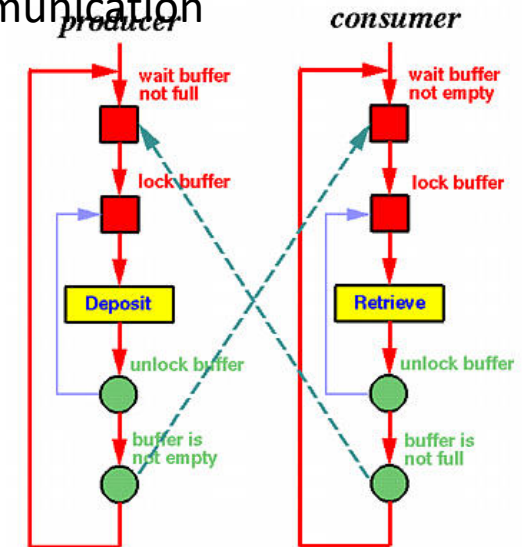 munication
producer
wait buffer
not full
lock buffer
Deposit
unlock buffer
buffer is
not empty
consumer
wait buffer
not empty
lock buffer
Retrieve
unlock buffer
buffer is
not full